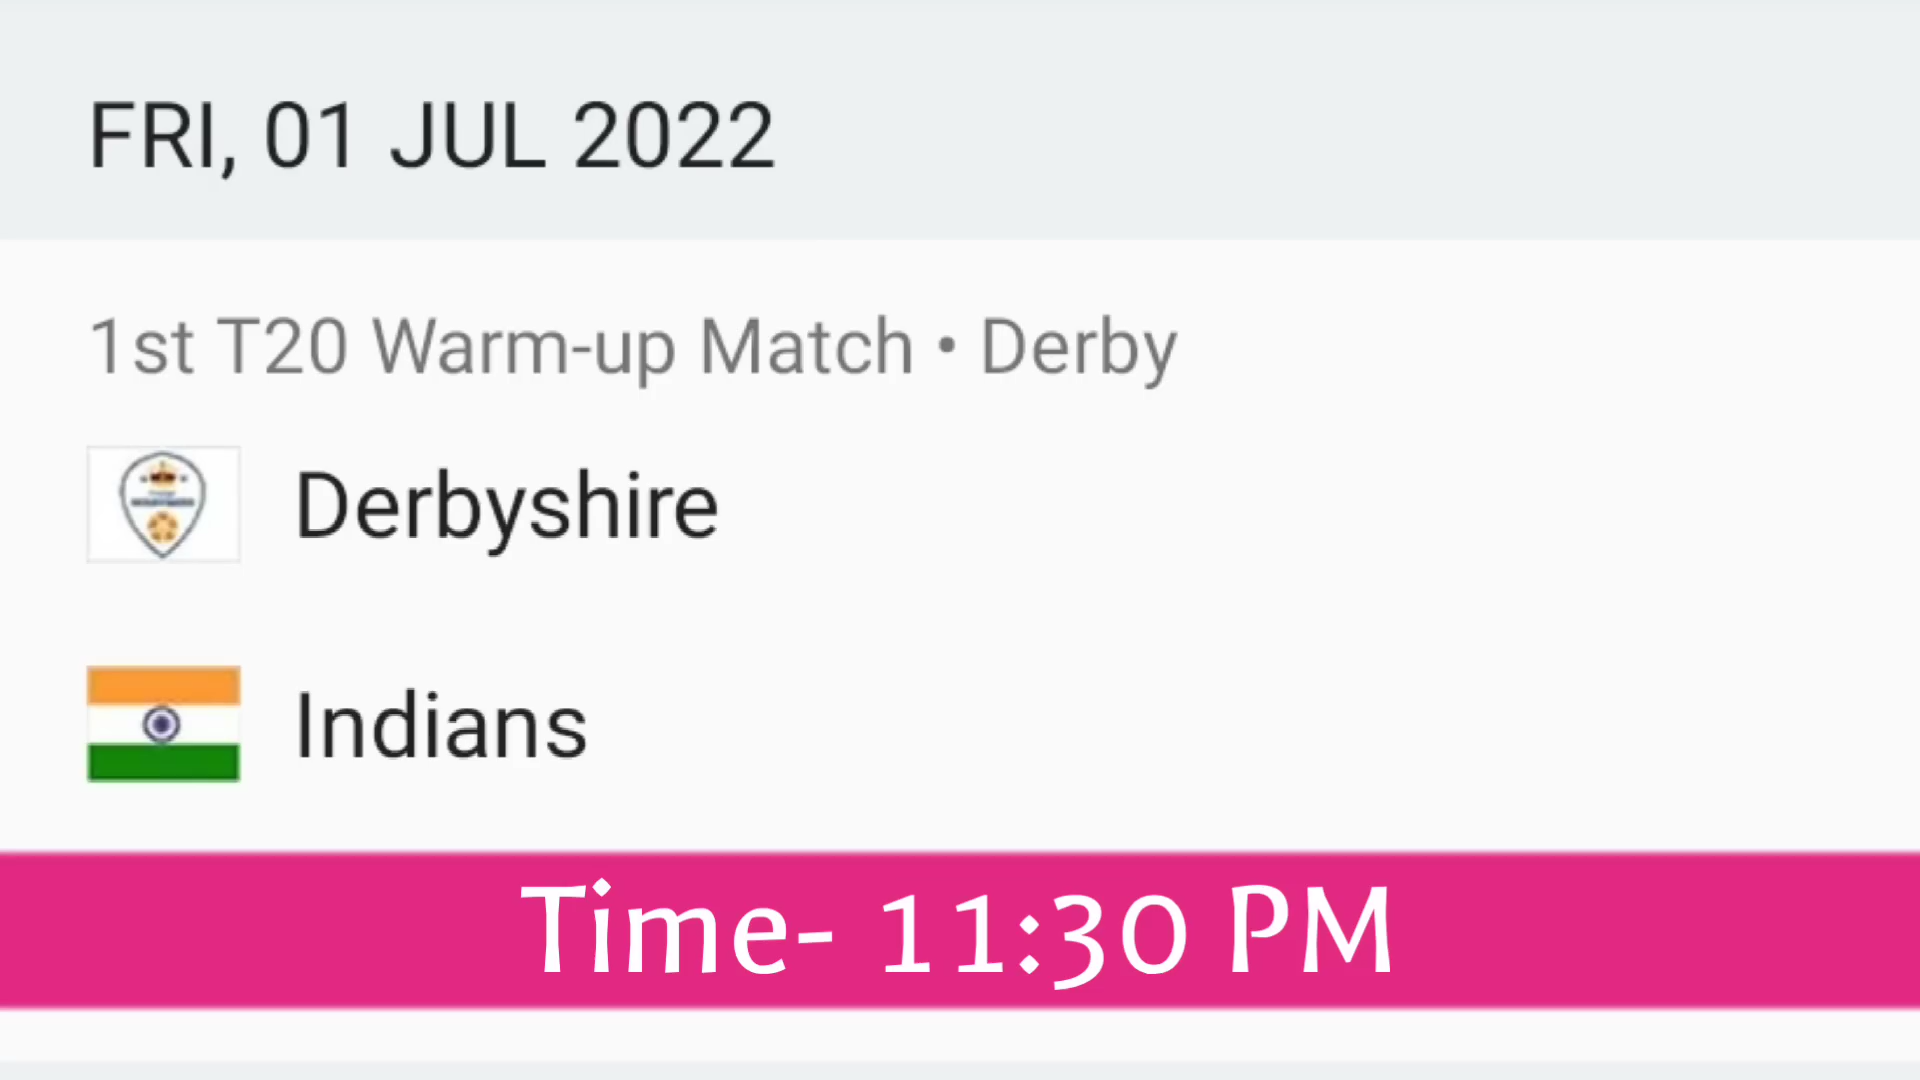 FRI, 01 JUL 2022
1st T20 Warm-up Match • Derby
Derbyshire
Indians
Time- 11:30 PM